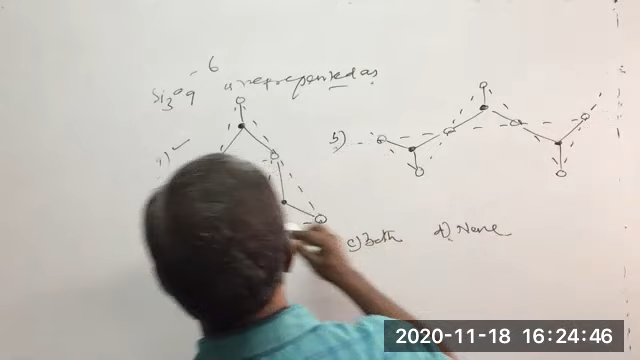 Si3O9 -6 is represented as
a) ✓
b)
c) Both d) None
2020-11-18 16:24:46